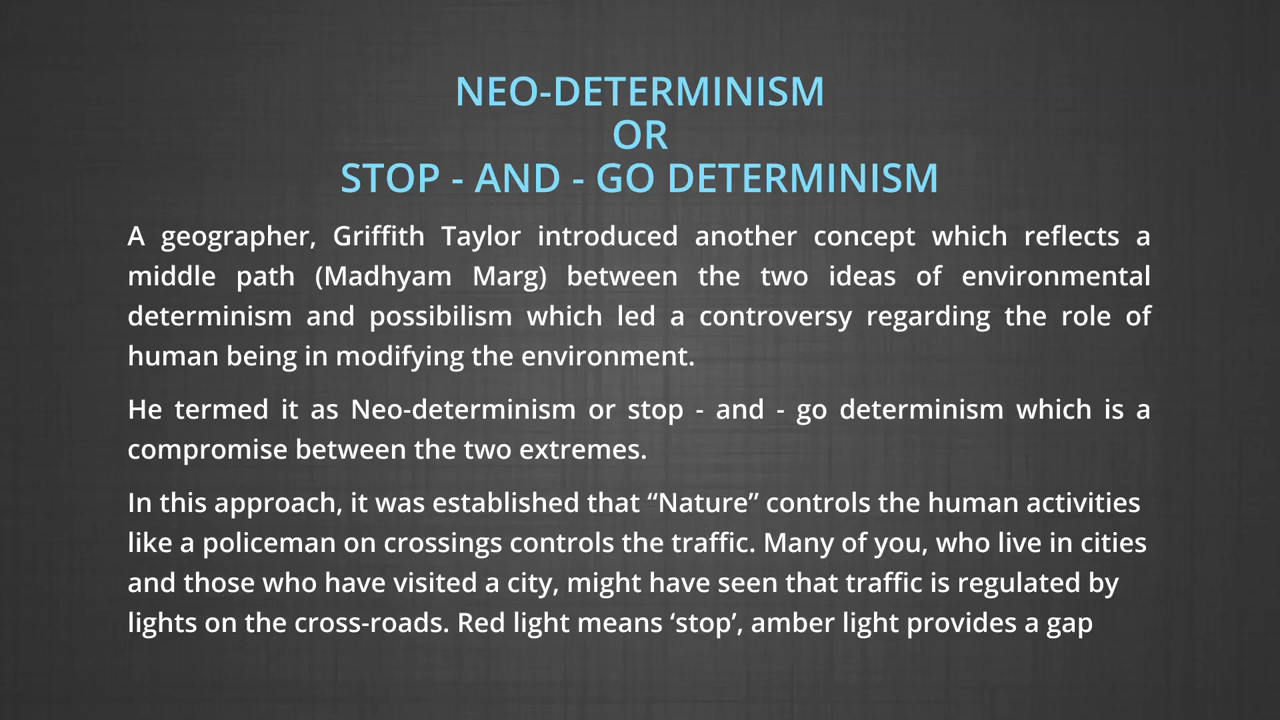 NEO-DETERMINISM
OR
STOP - AND - GO DETERMINISM
A geographer, Griffith Taylor introduced another concept which reflects a
middle path (Madhyam Marg) between the two ideas of environmental
determinism and possibilism which led a controversy regarding the role of
human being in modifying the environment.
He termed it as Neo-determinism or stop - and - go determinism which is a
compromise between the two extremes.
In this approach, it was established that “Nature” controls the human activities
like a policeman on crossings controls the traffic. Many of you, who live in cities
and those who have visited a city, might have seen that traffic is regulated by
lights on the cross-roads. Red light means ‘stop’, amber light provides a gap